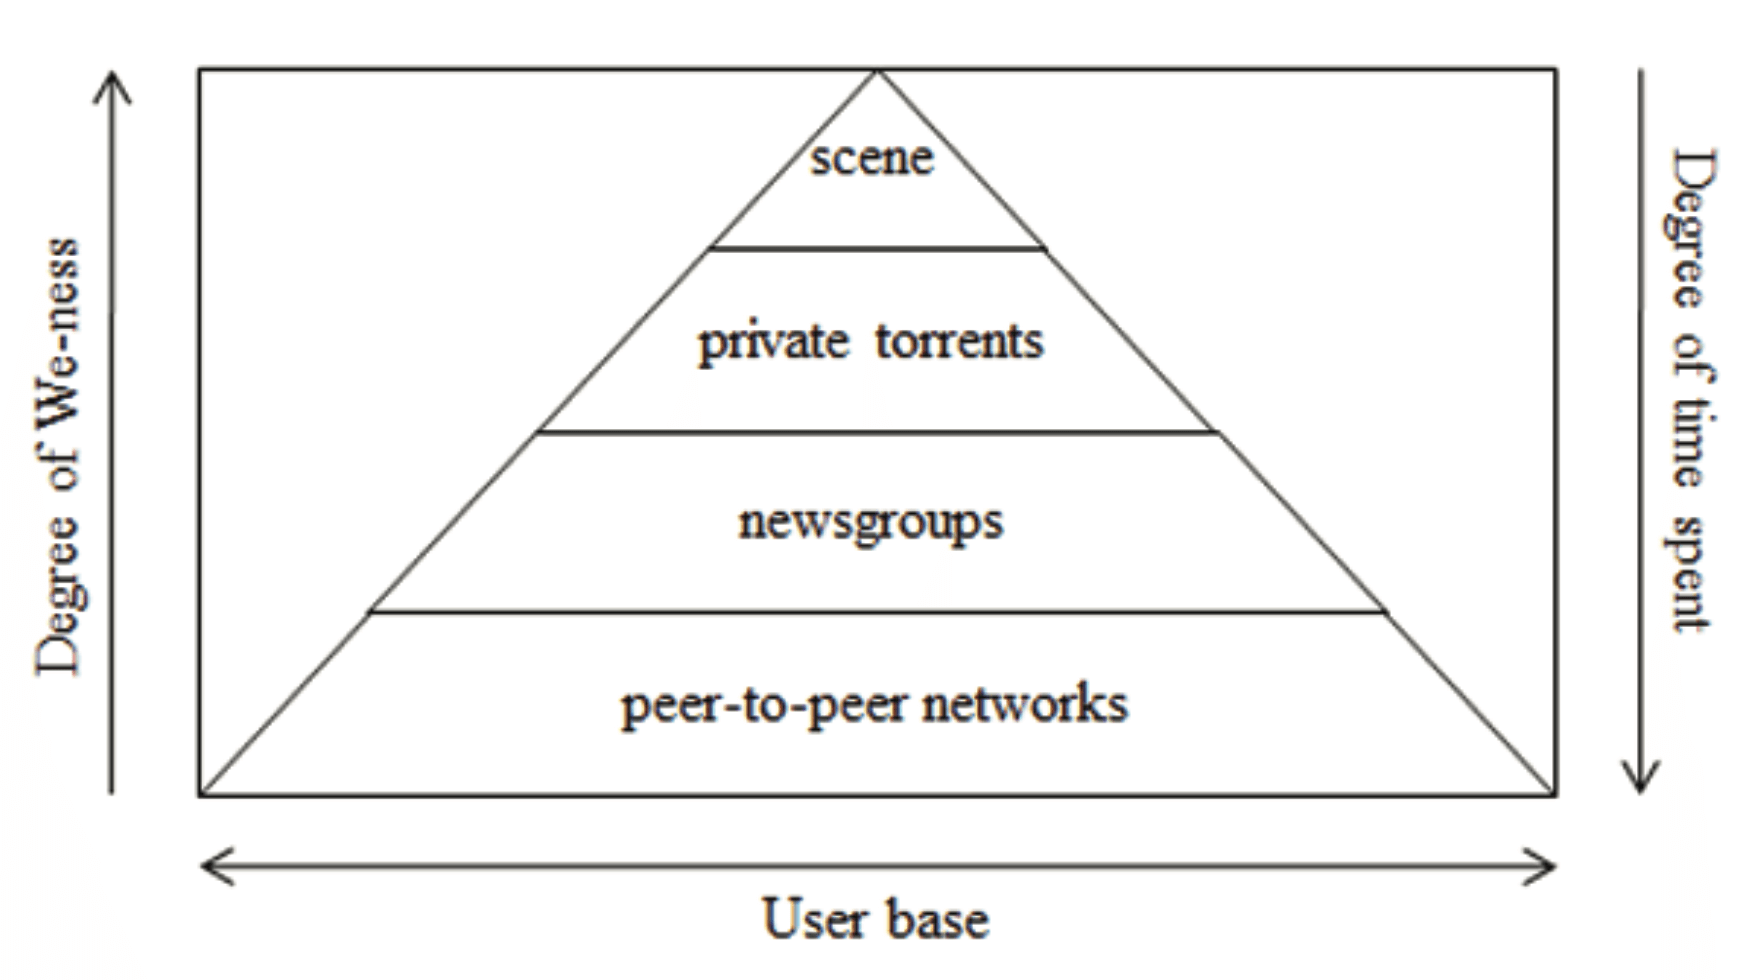 scene
private torrents
newsgroups
peer-to-peer networks
Degree of We-ness
Degree of time spent
User base